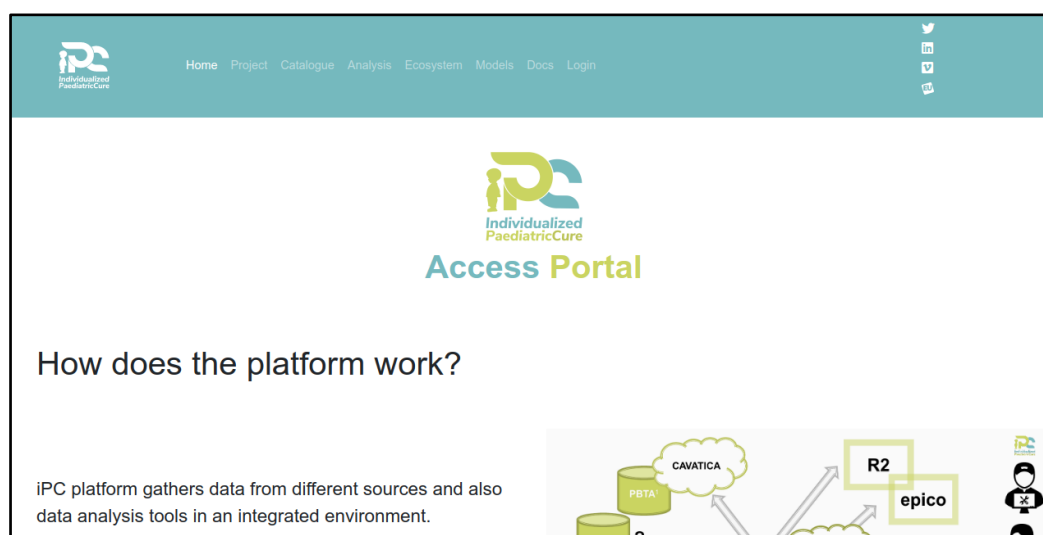 iPC
Individualized
PaediatricCure
Home Project Catalogue Analysis Ecosystem Models Docs Login
iPC
Individualized
PaediatricCure
Access Portal
How does the platform work?
iPC platform gathers data from different sources and also
data analysis tools in an integrated environment.
CAVATICA
PBTA
R2
epico
iPC